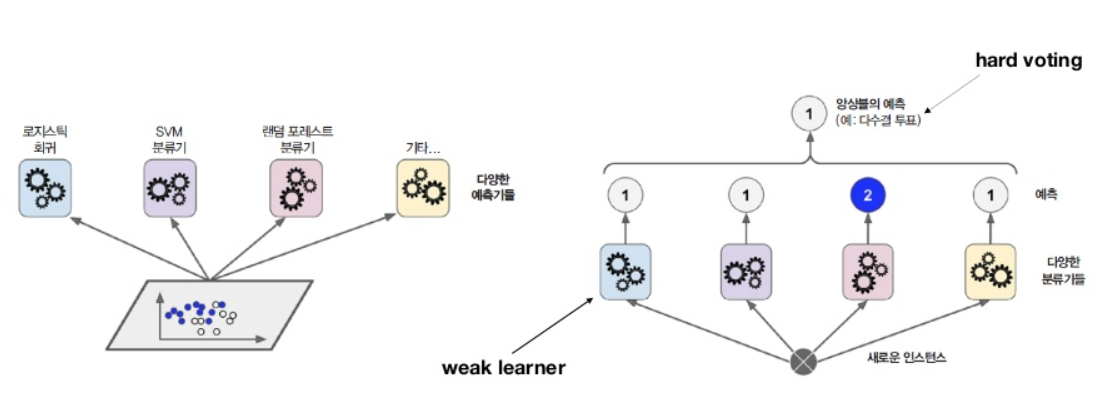 hard voting
앙상블의 예측
(예: 다수결 투표)
1
로지스틱
회귀
SVM
분류기
랜덤 포레스트
분류기
기타...
다양한
예측기들
1
1
2
1
예측
다양한
분류기들
새로운 인스턴스
weak learner